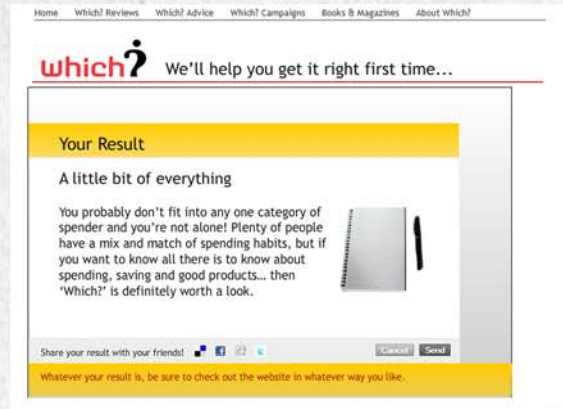 Home Which? Reviews Which? Advice Which? Campaigns Books & Magazines About Which?
which? We'll help you get it right first time...
Your Result
A little bit of everything
You probably don't fit into any one category of
spender and you're not alone! Plenty of people
have a mix and match of spending habits, but if
you want to know all there is to know about
spending, saving and good products… then
'Which?' is definitely worth a look.
Share your result with your friends! Cancel Send
Whatever your result is, be sure to check out the website in whatever way you like.